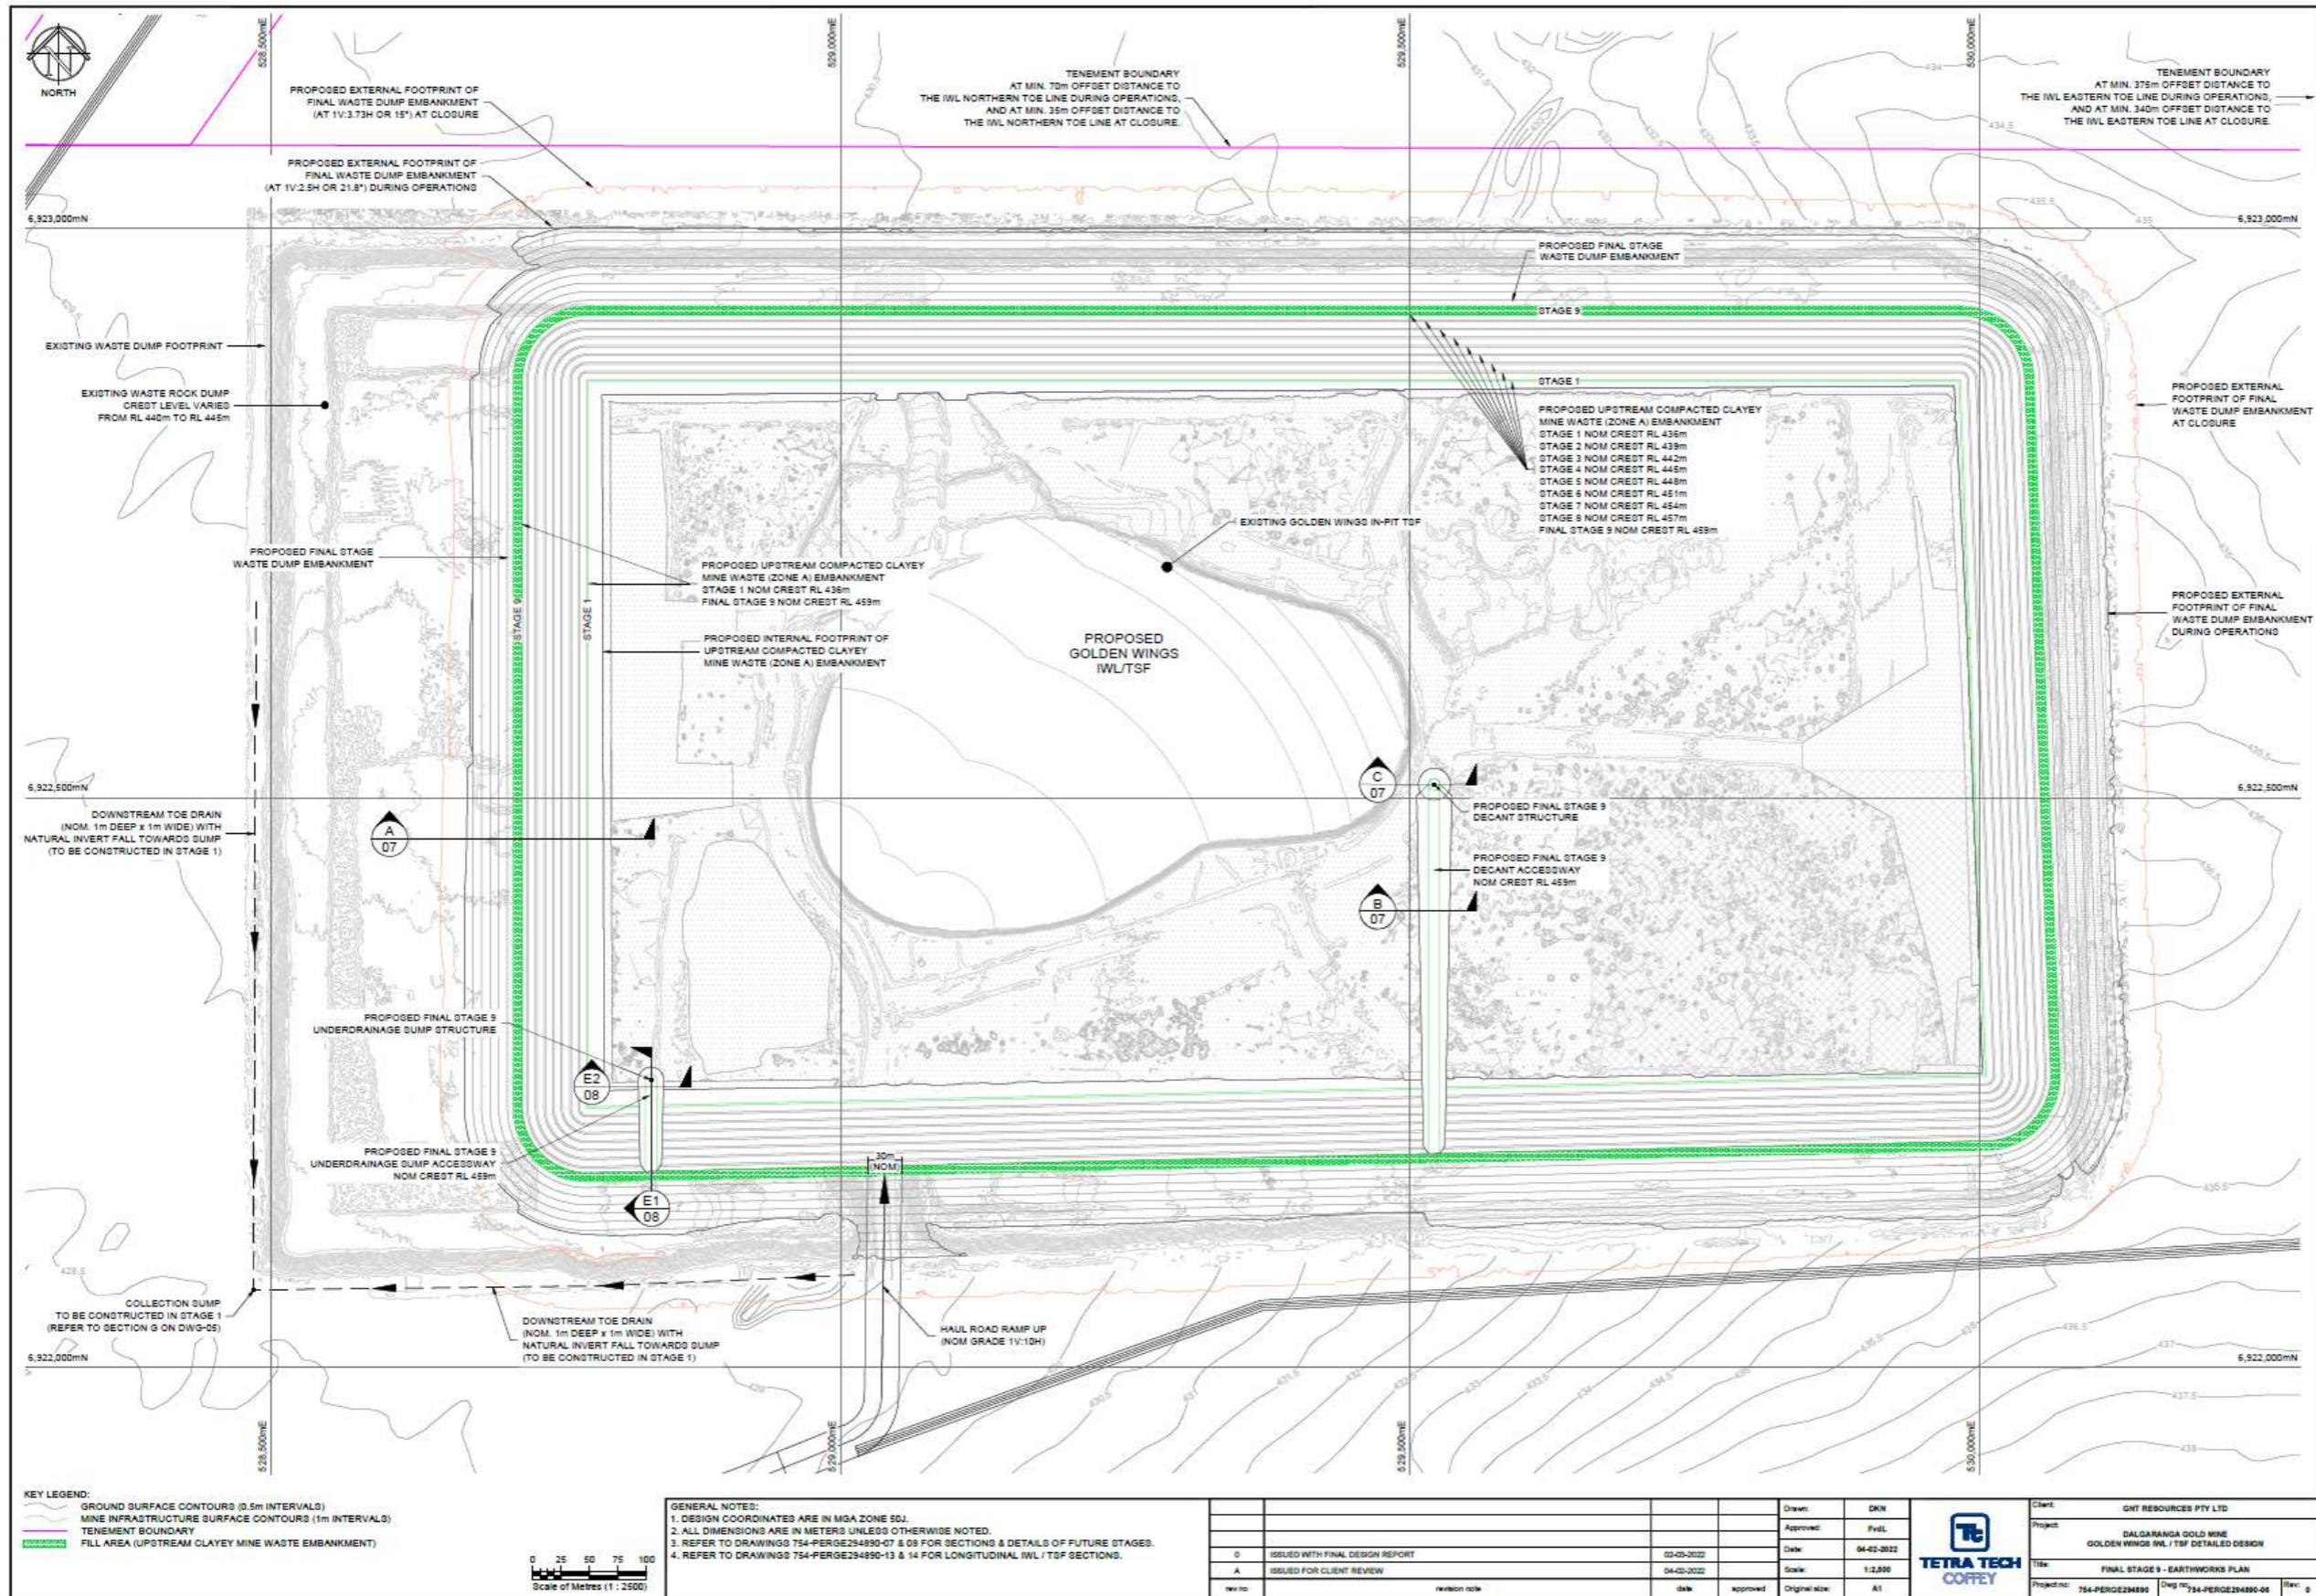 NORTH
528,500mE
529,000mE
529,500mE
530,000mE
PROPOSED EXTERNAL FOOTPRINT OF
FINAL WASTE DUMP EMBANKMENT
(AT 1V:3.73H OR 15°) AT CLOSURE
TENEMENT BOUNDARY
AT MIN. 70m OFFSET DISTANCE TO
THE IWL NORTHERN TOE LINE DURING OPERATIONS,
AND AT MIN. 35m OFFSET DISTANCE TO
THE IWL NORTHERN TOE LINE AT CLOSURE.
TENEMENT BOUNDARY
AT MIN. 375m OFFSET DISTANCE TO
THE IWL EASTERN TOE LINE DURING OPERATIONS,
AND AT MIN. 340m OFFSET DISTANCE TO
THE IWL EASTERN TOE LINE AT CLOSURE.
PROPOSED EXTERNAL FOOTPRINT OF
FINAL WASTE DUMP EMBANKMENT
(AT 1V:2.5H OR 21.8°) DURING OPERATIONS
6,923,000mN
6,923,000mN
PROPOSED FINAL STAGE
WASTE DUMP EMBANKMENT
STAGE 9
STAGE 1
EXISTING WASTE DUMP FOOTPRINT
EXISTING WASTE ROCK DUMP
CREST LEVEL VARIES
FROM RL 440m TO RL 445m
PROPOSED UPSTREAM COMPACTED CLAYEY
MINE WASTE (ZONE A) EMBANKMENT
STAGE 1 NOM CREST RL 436m
STAGE 2 NOM CREST RL 439m
STAGE 3 NOM CREST RL 442m
STAGE 4 NOM CREST RL 445m
STAGE 5 NOM CREST RL 448m
STAGE 6 NOM CREST RL 451m
STAGE 7 NOM CREST RL 454m
STAGE 8 NOM CREST RL 457m
FINAL STAGE 9 NOM CREST RL 459m
PROPOSED EXTERNAL
FOOTPRINT OF FINAL
WASTE DUMP EMBANKMENT
AT CLOSURE
EXISTING GOLDEN WINGS IN-PIT TSF
PROPOSED FINAL STAGE
WASTE DUMP EMBANKMENT
PROPOSED UPSTREAM COMPACTED CLAYEY
MINE WASTE (ZONE A) EMBANKMENT
STAGE 1 NOM CREST RL 436m
FINAL STAGE 9 NOM CREST RL 459m
STAGE 9
STAGE 1
PROPOSED INTERNAL FOOTPRINT OF
UPSTREAM COMPACTED CLAYEY
MINE WASTE (ZONE A) EMBANKMENT
PROPOSED
GOLDEN WINGS
IWL/TSF
PROPOSED EXTERNAL
FOOTPRINT OF FINAL
WASTE DUMP EMBANKMENT
DURING OPERATIONS
6,922,500mN
6,922,500mN
DOWNSTREAM TOE DRAIN
(NOM. 1m DEEP x 1m WIDE) WITH
NATURAL INVERT FALL TOWARDS SUMP
(TO BE CONSTRUCTED IN STAGE 1)
A
07
C
07
PROPOSED FINAL STAGE 9
DECANT STRUCTURE
PROPOSED FINAL STAGE 9
DECANT ACCESSWAY
NOM CREST RL 459m
B
07
PROPOSED FINAL STAGE 9
UNDERDRAINAGE SUMP STRUCTURE
E2
08
PROPOSED FINAL STAGE 9
UNDERDRAINAGE SUMP ACCESSWAY
NOM CREST RL 459m
30m
(NOM)
E1
08
COLLECTION SUMP
TO BE CONSTRUCTED IN STAGE 1
(REFER TO SECTION G ON DWG-05)
DOWNSTREAM TOE DRAIN
(NOM. 1m DEEP x 1m WIDE) WITH
NATURAL INVERT FALL TOWARDS SUMP
(TO BE CONSTRUCTED IN STAGE 1)
HAUL ROAD RAMP UP
(NOM GRADE 1V:10H)
6,922,000mN
6,922,000mN
528,500mE
529,000mE
529,500mE
530,000mE
KEY LEGEND:
GROUND SURFACE CONTOURS (0.5m INTERVALS)
MINE INFRASTRUCTURE SURFACE CONTOURS (1m INTERVALS)
TENEMENT BOUNDARY
FILL AREA (UPSTREAM CLAYEY MINE WASTE EMBANKMENT)
0 25 50 75 100
Scale of Metres (1 : 2500)
GENERAL NOTES:
1. DESIGN COORDINATES ARE IN MGA ZONE 50J.
2. ALL DIMENSIONS ARE IN METERS UNLESS OTHERWISE NOTED.
3. REFER TO DRAWINGS 754-PERGE294890-07 & 08 FOR SECTIONS & DETAILS OF FUTURE STAGES.
4. REFER TO DRAWINGS 754-PERGE294890-13 & 14 FOR LONGITUDINAL IWL / TSF SECTIONS.
0 ISSUED WITH FINAL DESIGN REPORT 02-03-2022
A ISSUED FOR CLIENT REVIEW 04-02-2022
rev no revision note date approved
Drawn: DKN
Approved: FvdL
Date: 04-02-2022
Scale: 1:2,500
Original size: A1
TETRA TECH
COFFEY
Client: GNT RESOURCES PTY LTD
Project: DALGARANGA GOLD MINE
GOLDEN WINGS IWL / TSF DETAILED DESIGN
Title: FINAL STAGE 9 - EARTHWORKS PLAN
Project no: 754-PERGE294890 Dwg no: 754-PERGE294890-06 Rev: 0